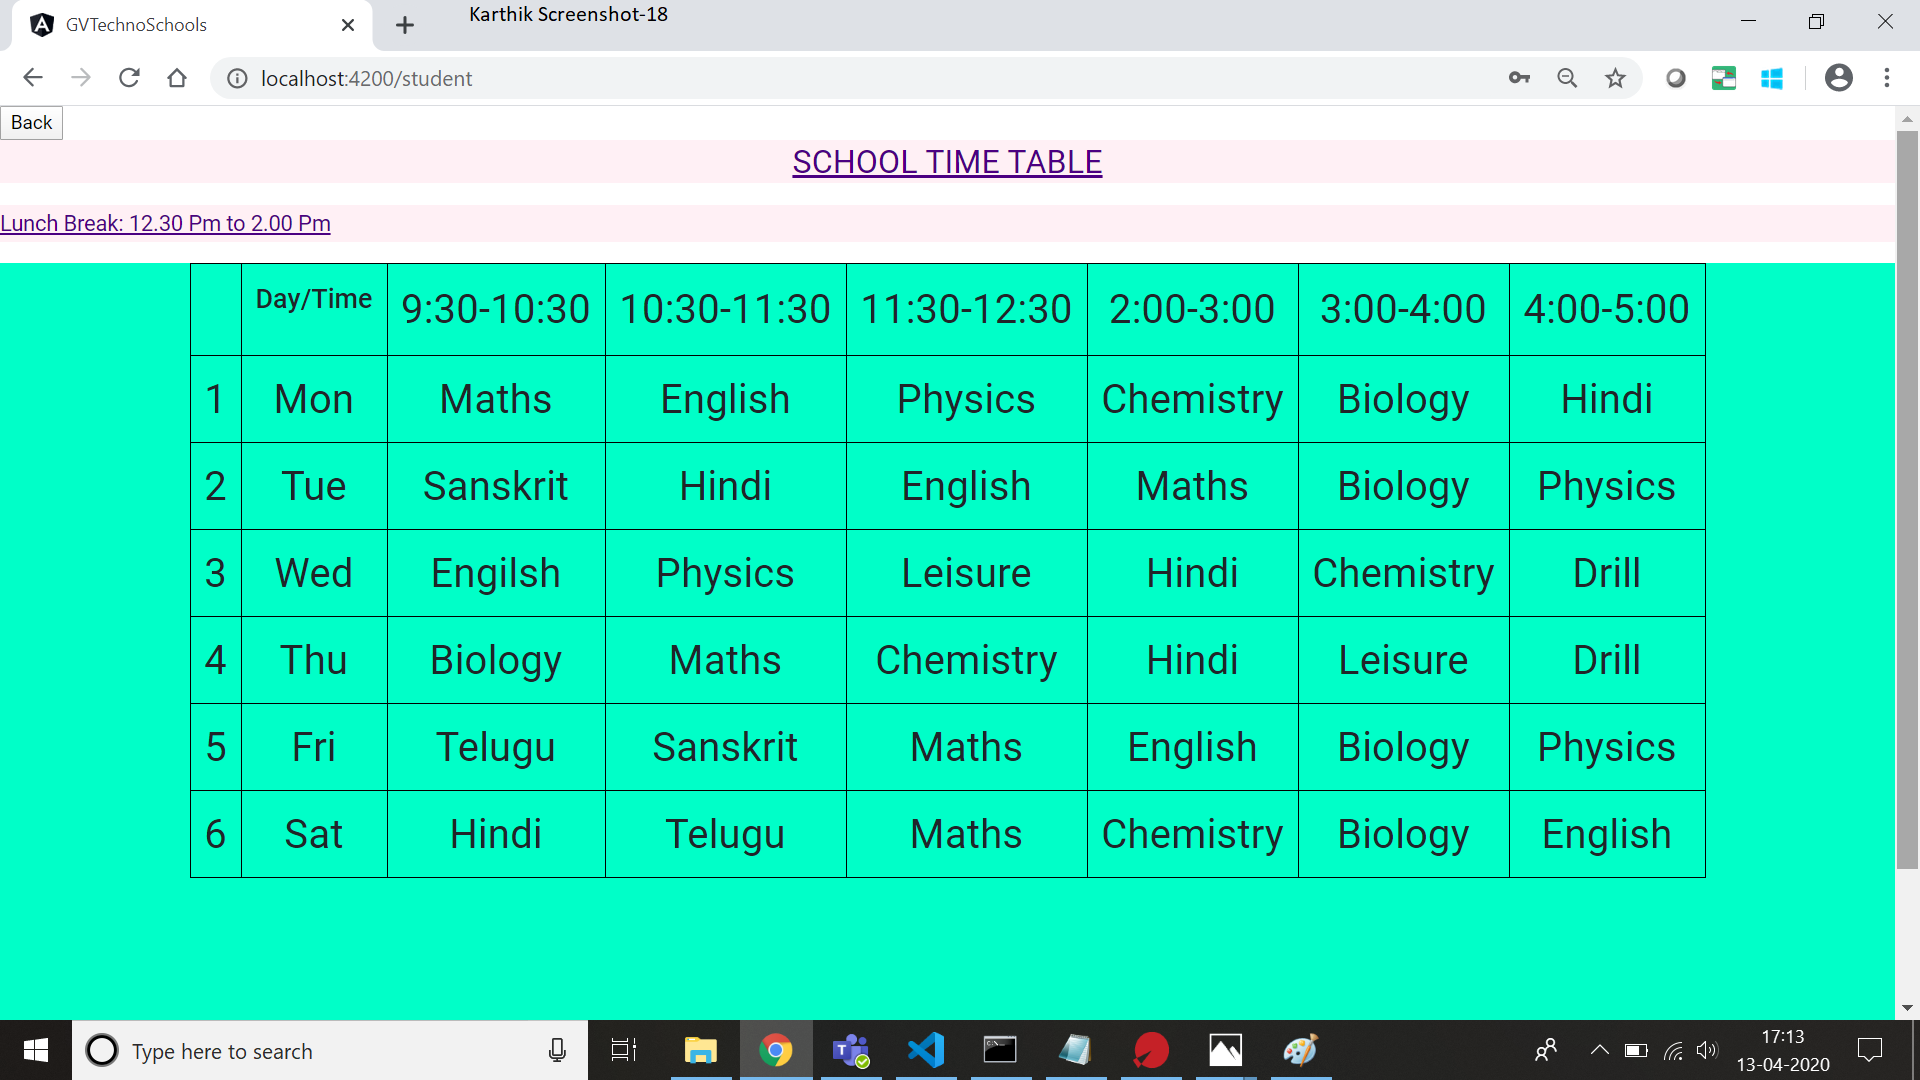 GVTechnoSchools
Karthik Screenshot-18
localhost:4200/student
Back
SCHOOL TIME TABLE
Lunch Break: 12.30 Pm to 2.00 Pm
Day/Time 9:30-10:30 10:30-11:30 11:30-12:30 2:00-3:00 3:00-4:00 4:00-5:00
1 Mon Maths English Physics Chemistry Biology Hindi
2 Tue Sanskrit Hindi English Maths Biology Physics
3 Wed Engilsh Physics Leisure Hindi Chemistry Drill
4 Thu Biology Maths Chemistry Hindi Leisure Drill
5 Fri Telugu Sanskrit Maths English Biology Physics
6 Sat Hindi Telugu Maths Chemistry Biology English
Type here to search
17:13
13-04-2020